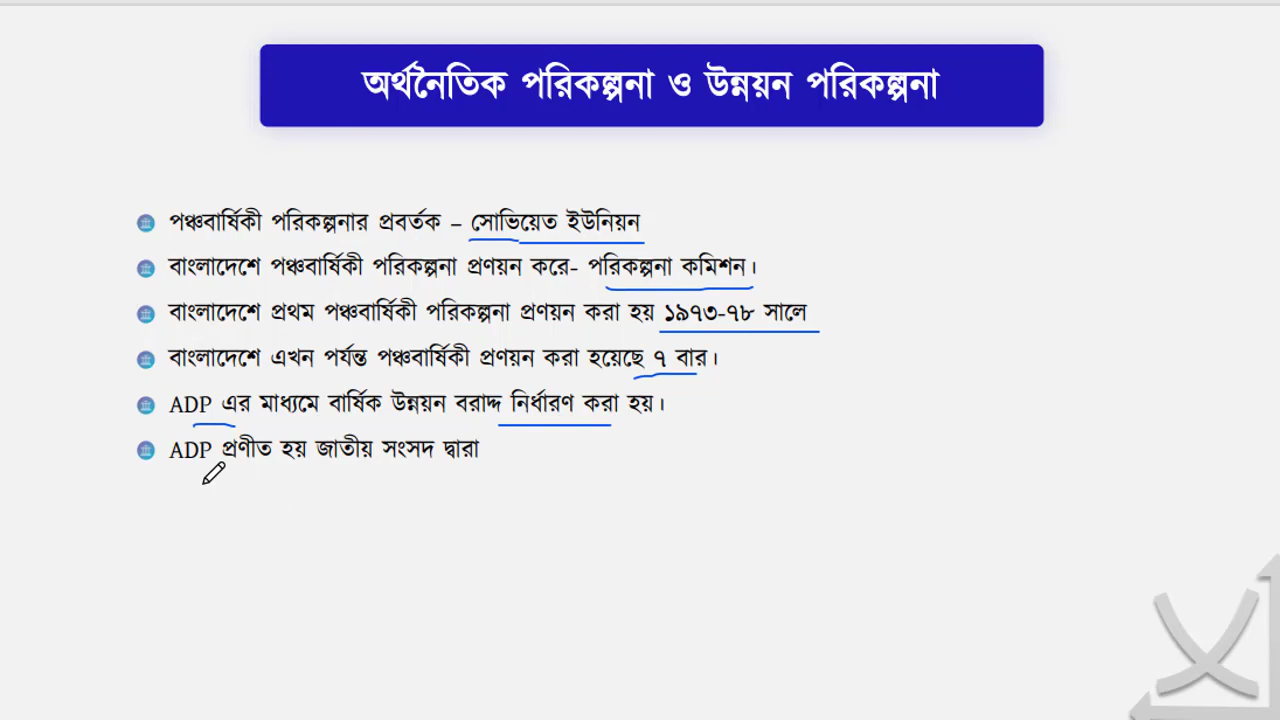 অর্থনৈতিক পরিকল্পনা ও উন্নয়ন পরিকল্পনা
পঞ্চবার্ষিকী পরিকল্পনার প্রবর্তক – সোভিয়েত ইউনিয়ন
বাংলাদেশে পঞ্চবার্ষিকী পরিকল্পনা প্রণয়ন করে- পরিকল্পনা কমিশন।
বাংলাদেশে প্রথম পঞ্চবার্ষিকী পরিকল্পনা প্রণয়ন করা হয় ১৯৭৩-৭৮ সালে
বাংলাদেশে এখন পর্যন্ত পঞ্চবার্ষিকী প্রণয়ন করা হয়েছে ৭ বার।
ADP এর মাধ্যমে বার্ষিক উন্নয়ন বরাদ্দ নির্ধারণ করা হয়।
ADP প্রণীত হয় জাতীয় সংসদ দ্বারা